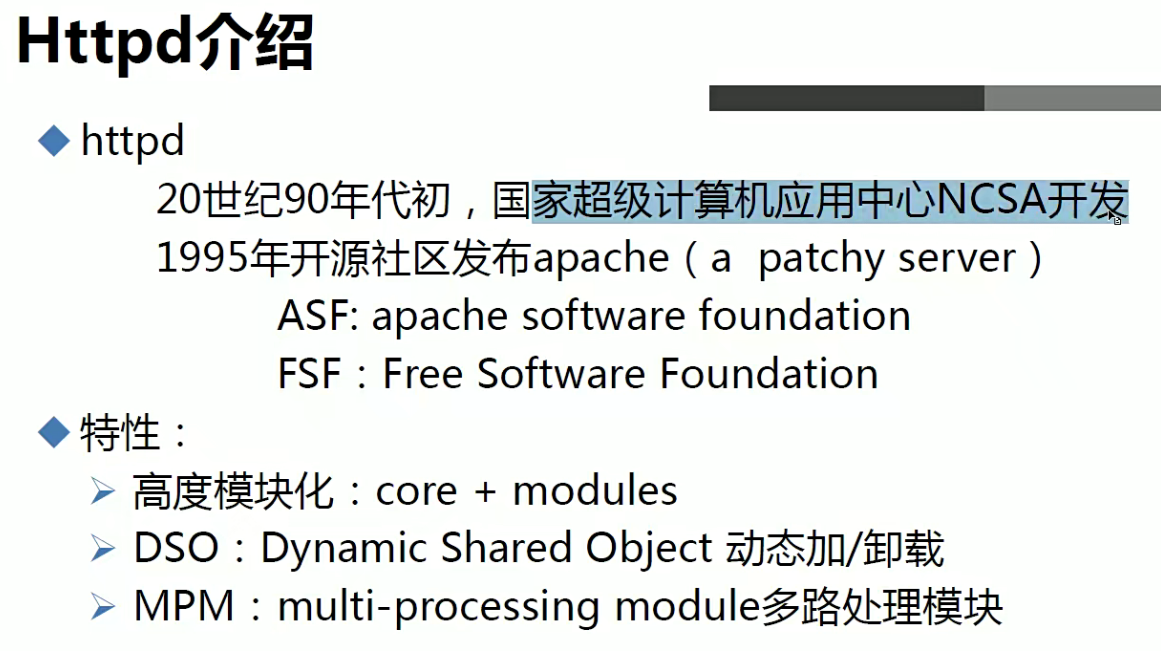 Httpd介绍
httpd
20世纪90年代初，国家超级计算机应用中心NCSA开发
1995年开源社区发布apache（a patchy server）
ASF: apache software foundation
FSF：Free Software Foundation
特性：
高度模块化：core + modules
DSO：Dynamic Shared Object 动态加/卸载
MPM：multi-processing module多路处理模块